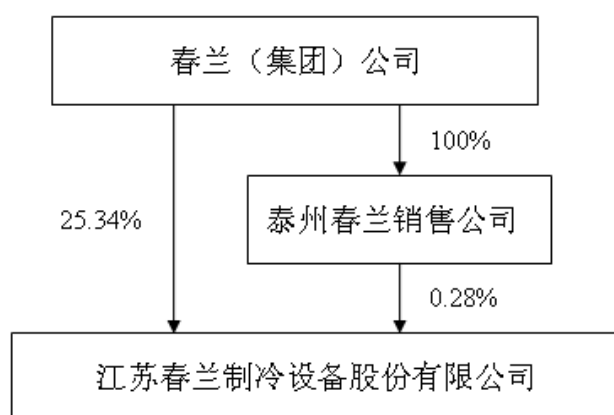 春兰（集团）公司
100%
25.34%
泰州春兰销售公司
0.28%
江苏春兰制冷设备股份有限公司